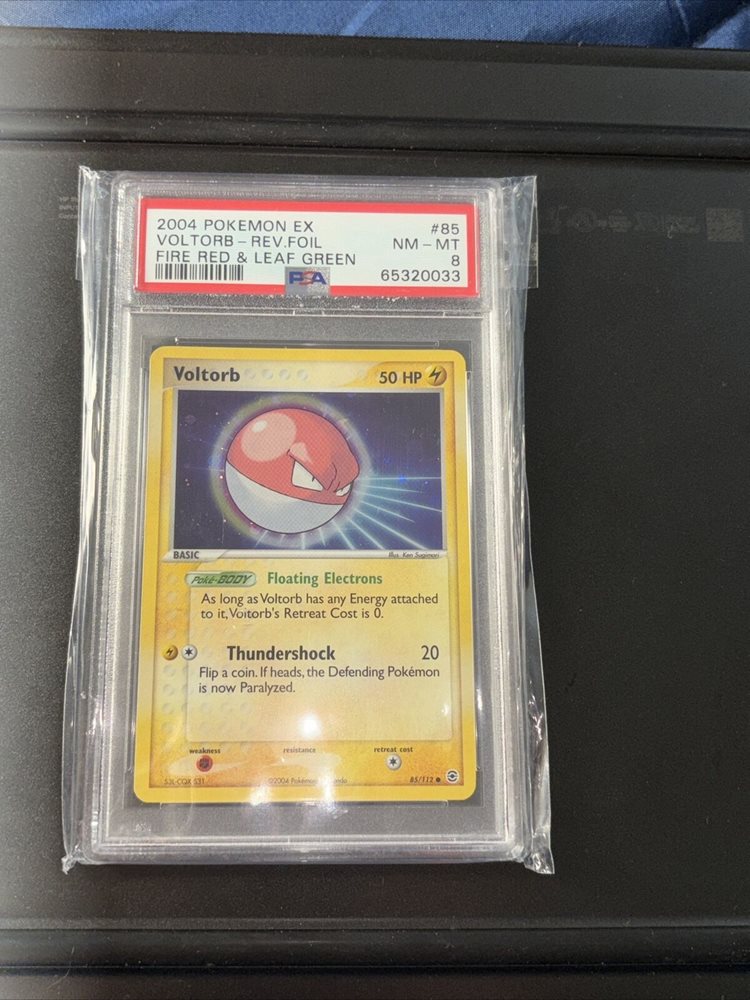 2004 POKEMON EX #85
VOLTORB - REV.FOIL NM - MT
FIRE RED & LEAF GREEN 8
PSA 65320033
Voltorb 50 HP
BASIC Illus. Ken Sugimori
Poké-BODY Floating Electrons
As long as Voltorb has any Energy attached
to it, Voltorb's Retreat Cost is 0.
Thundershock 20
Flip a coin. If heads, the Defending Pokémon
is now Paralyzed.
weakness resistance retreat cost
©2004 Pokémon 85/112